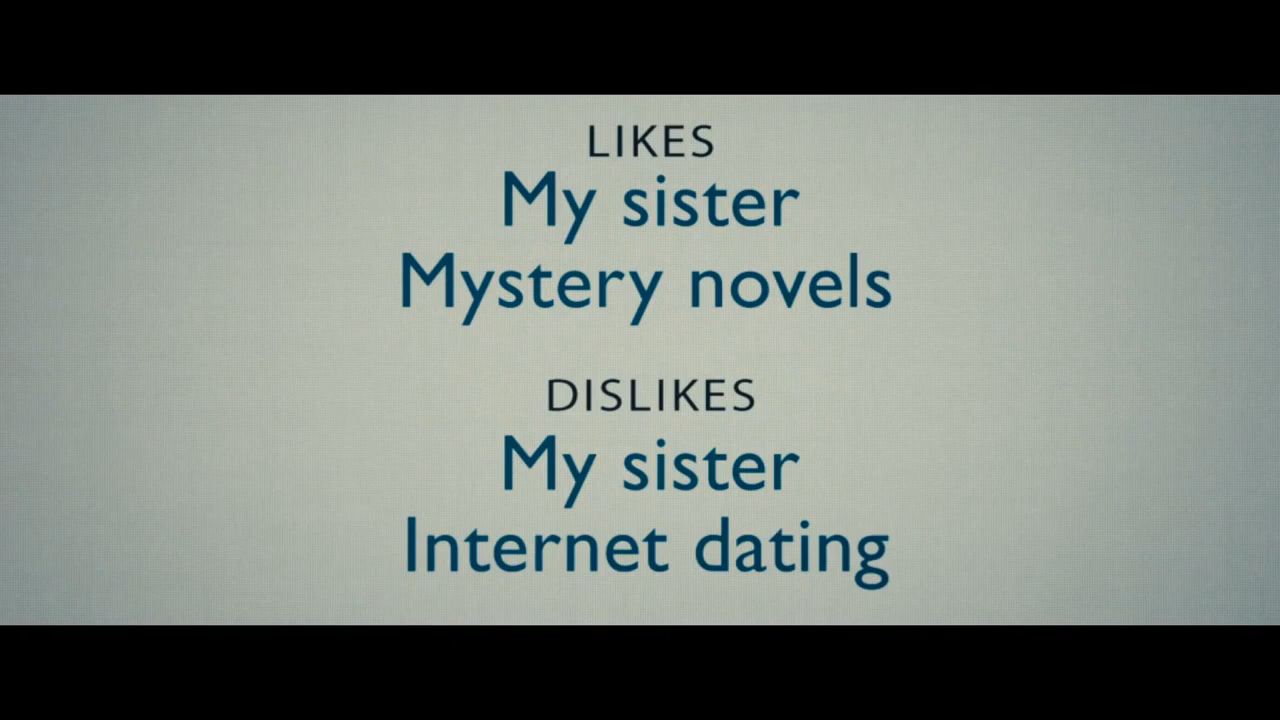 LIKES
My sister
Mystery novels
DISLIKES
My sister
Internet dating